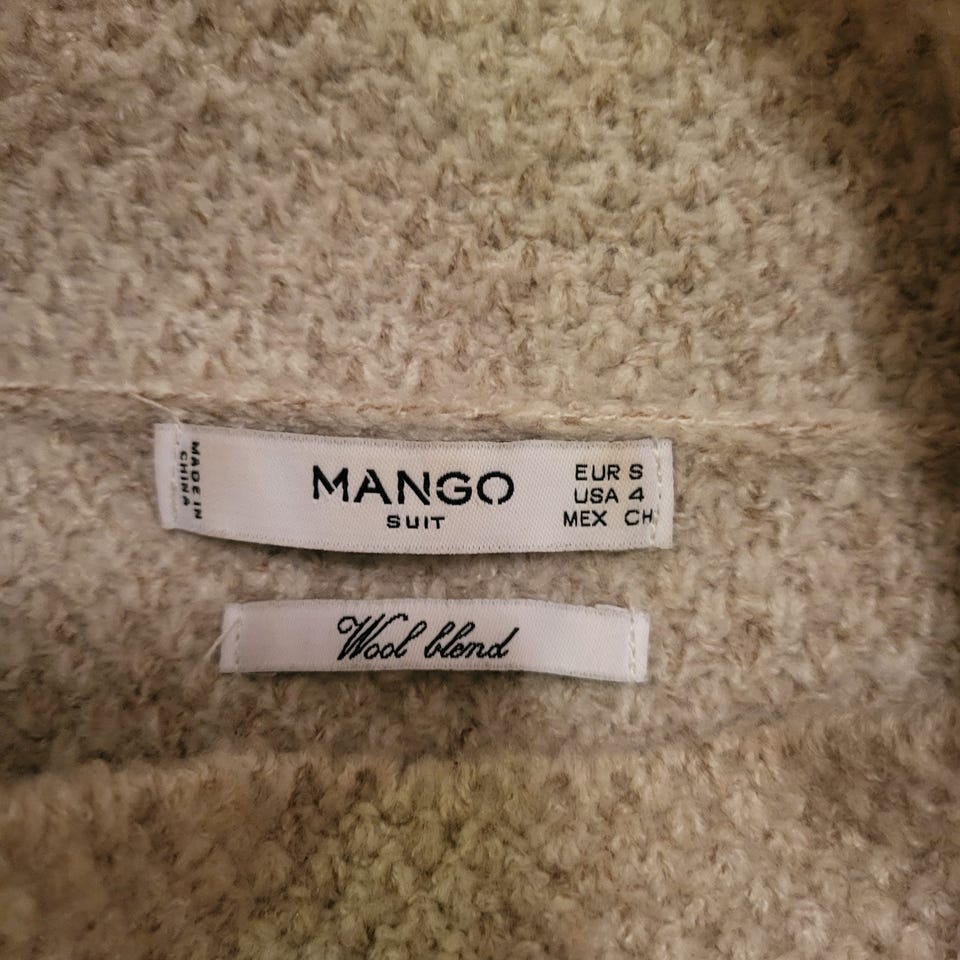 MADE IN
CHINA
MANGO
SUIT
EUR S
USA 4
MEX CH
Wool blend